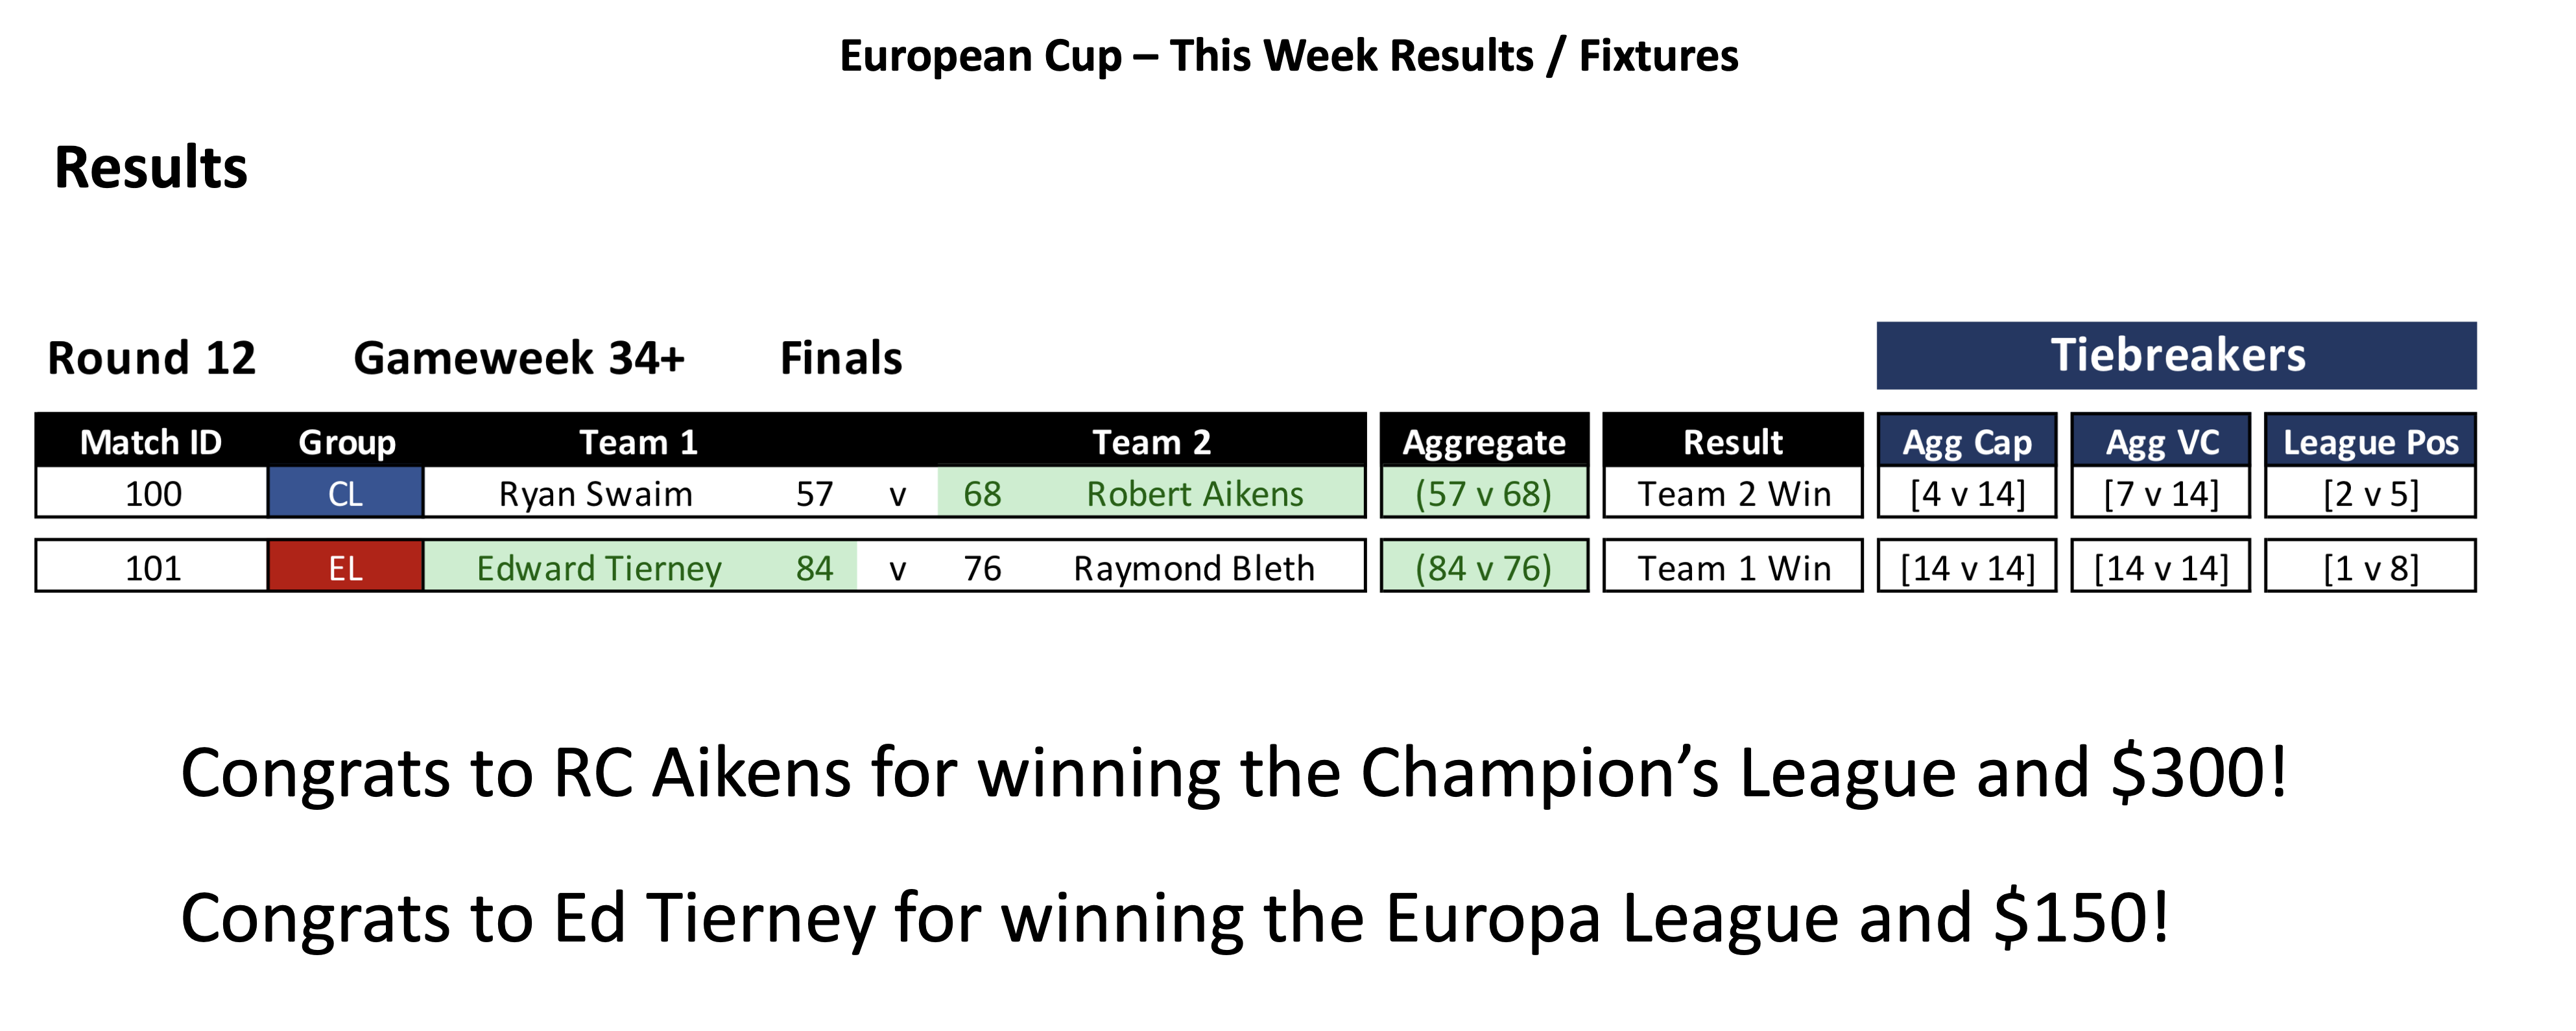 European Cup – This Week Results / Fixtures
Results
Round 12 Gameweek 34+ Finals Tiebreakers
Match ID Group Team 1 Team 2 Aggregate Result Agg Cap Agg VC League Pos
100 CL Ryan Swaim 57 v 68 Robert Aikens (57 v 68) Team 2 Win [4 v 14] [7 v 14] [2 v 5]
101 EL Edward Tierney 84 v 76 Raymond Bleth (84 v 76) Team 1 Win [14 v 14] [14 v 14] [1 v 8]
Congrats to RC Aikens for winning the Champion’s League and $300!
Congrats to Ed Tierney for winning the Europa League and $150!